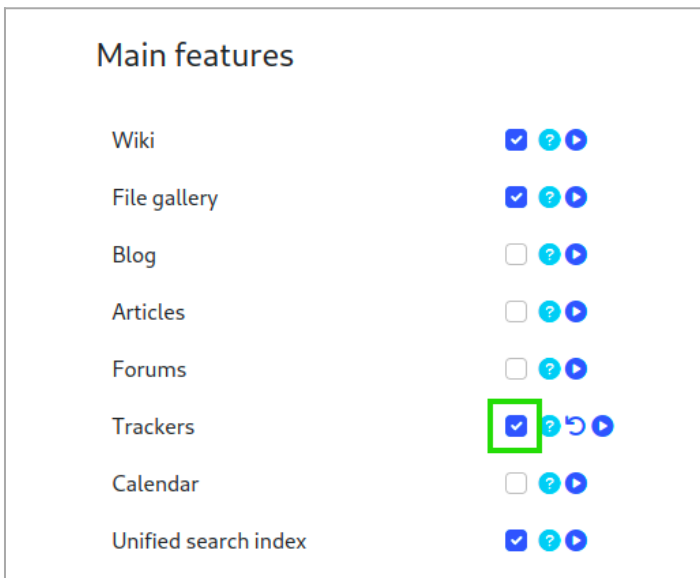 Main features
Wiki
File gallery
Blog
Articles
Forums
Trackers
Calendar
Unified search index